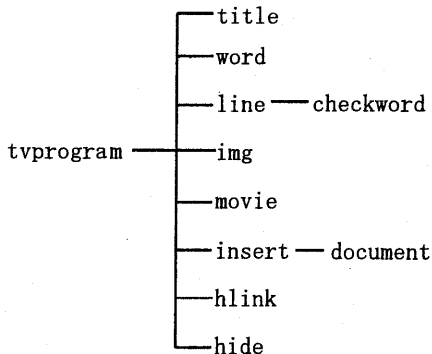 title
word
line checkword
tvprogram img
movie
insert document
hlink
hide